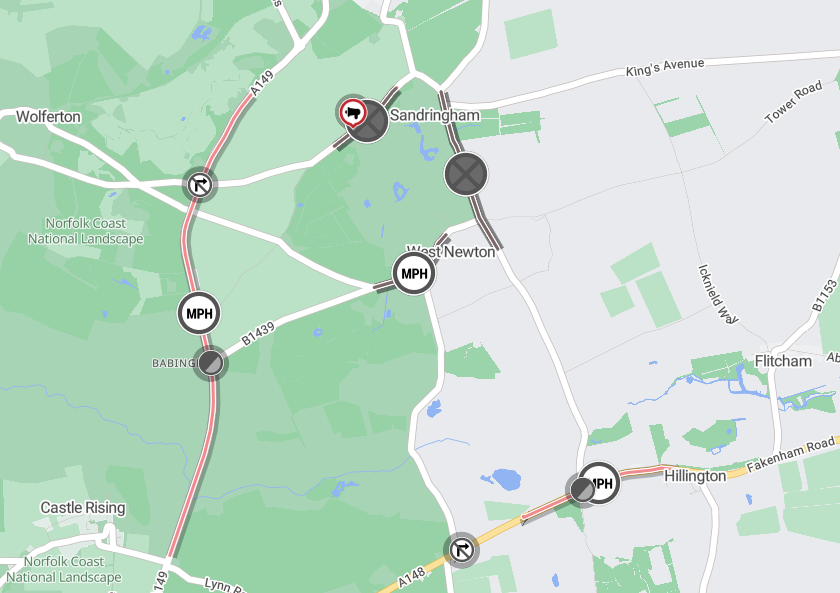 A149
King's Avenue
Tower Road
Wolferton
Sandringham
Norfolk Coast
National Landscape
West Newton
MPH
MPH
Icknield Way
B1153
B1439
Flitcham
Hillington
MPH
Fakenham Road
Castle Rising
Norfolk Coast
National Landscape
A148
149
Lynn